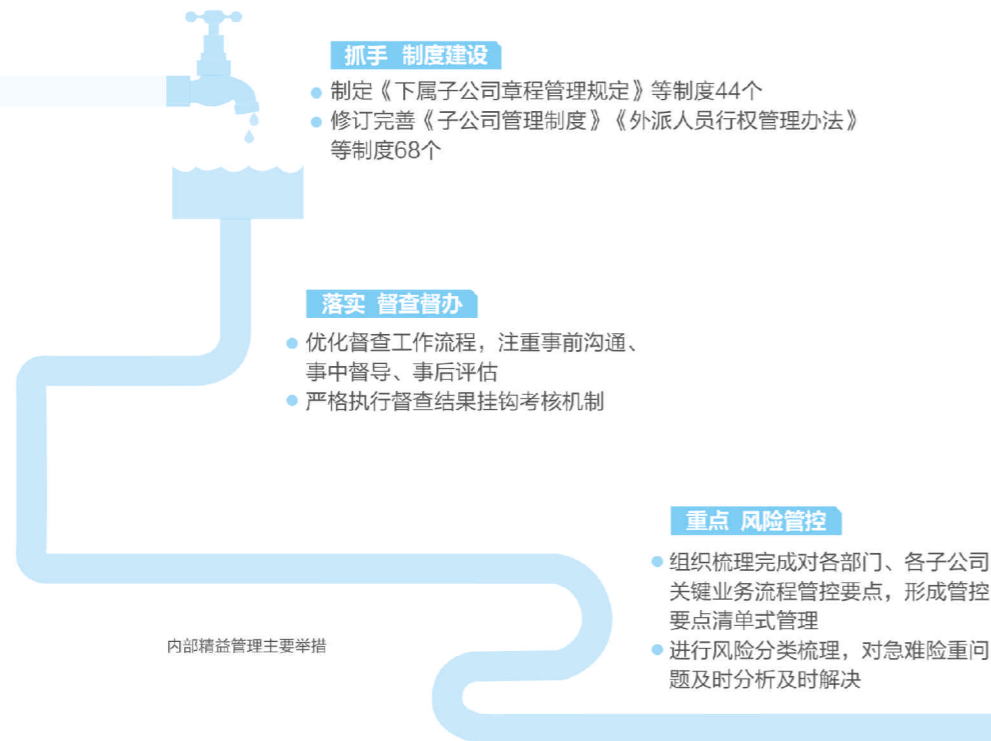 抓手 制度建设
制定《下属子公司章程管理规定》等制度44个
修订完善《子公司管理制度》《外派人员行权管理办法》
等制度68个
落实 督查督办
优化督查工作流程，注重事前沟通、
事中督导、事后评估
严格执行督查结果挂钩考核机制
重点 风险管控
组织梳理完成对各部门、各子公司
关键业务流程管控要点，形成管控
要点清单式管理
进行风险分类梳理，对急难险重问
题及时分析及时解决
内部精益管理主要举措